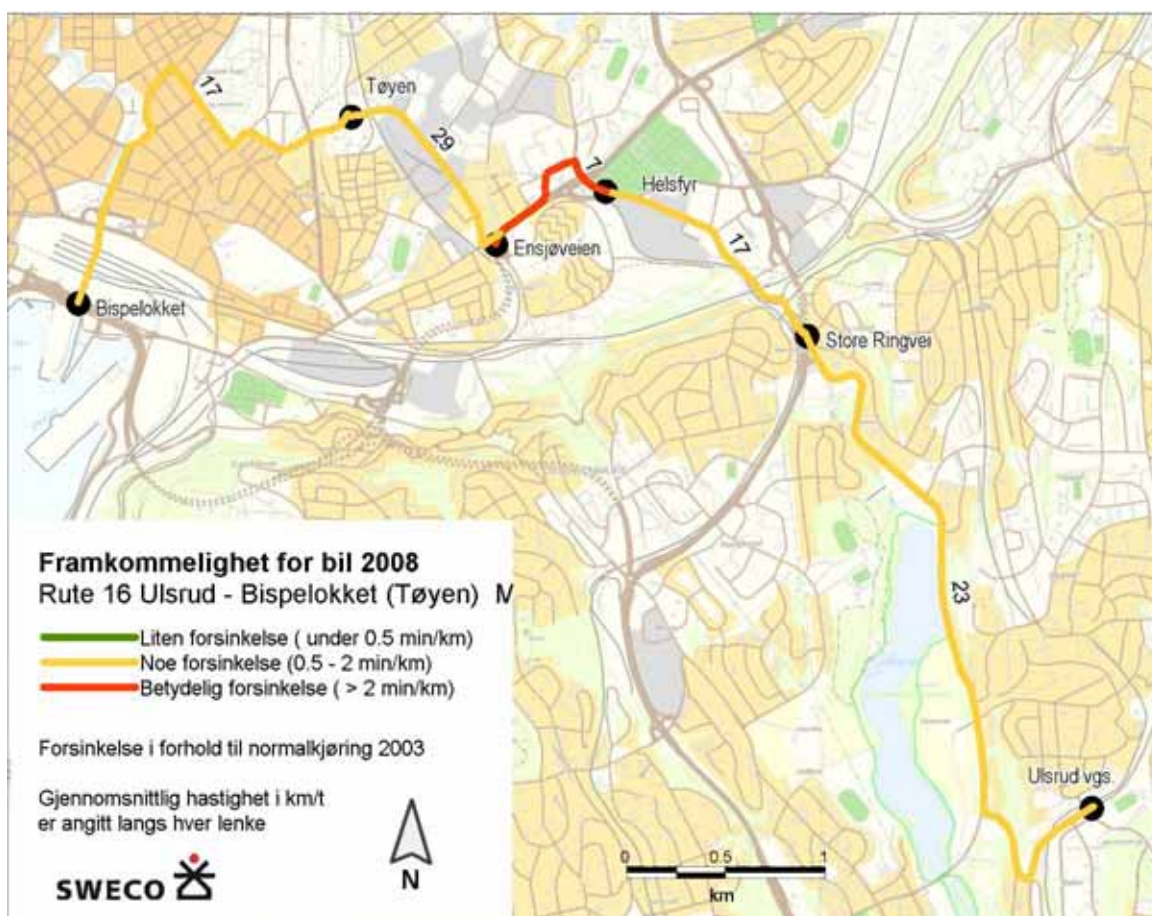 17
Tøyen
29
7
Helsfyr
Ensjøveien
17
Bispelokket
Store Ringvei
23
Ulsrud vgs.
Framkommelighet for bil 2008
Rute 16 Ulsrud - Bispelokket (Tøyen) M
Liten forsinkelse ( under 0.5 min/km)
Noe forsinkelse (0.5 - 2 min/km)
Betydelig forsinkelse ( > 2 min/km)
Forsinkelse i forhold til normalkjøring 2003
Gjennomsnittlig hastighet i km/t
er angitt langs hver lenke
SWECO
N
0 0.5 1
km